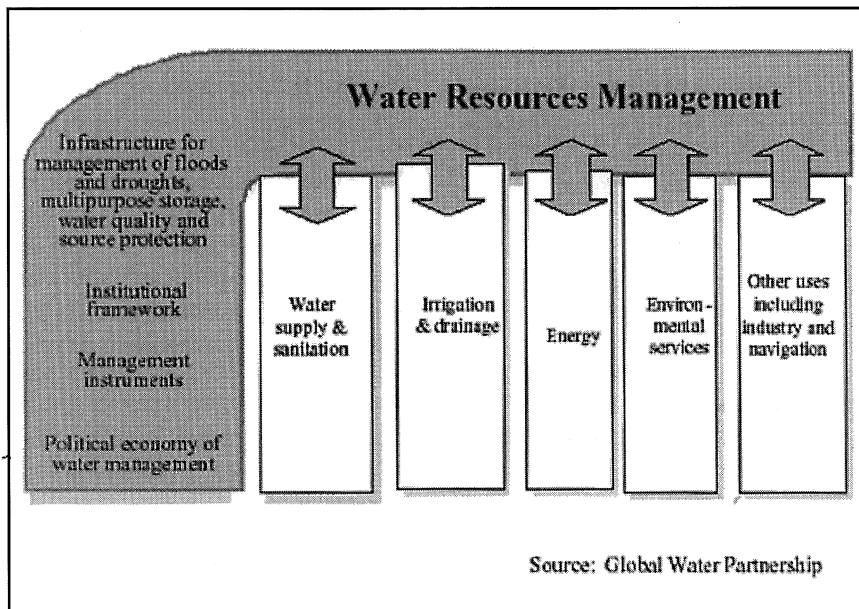 Water Resources Management
Infrastructure for
management of floods
and droughts,
multipurpose storage,
water quality and
source protection
Institutional
framework
Management
instruments
Political economy of
water management
Water
supply &
sanitation
Irrigation
& drainage
Energy
Environ -
mental
services
Other uses
including
industry and
navigation
Source: Global Water Partnership